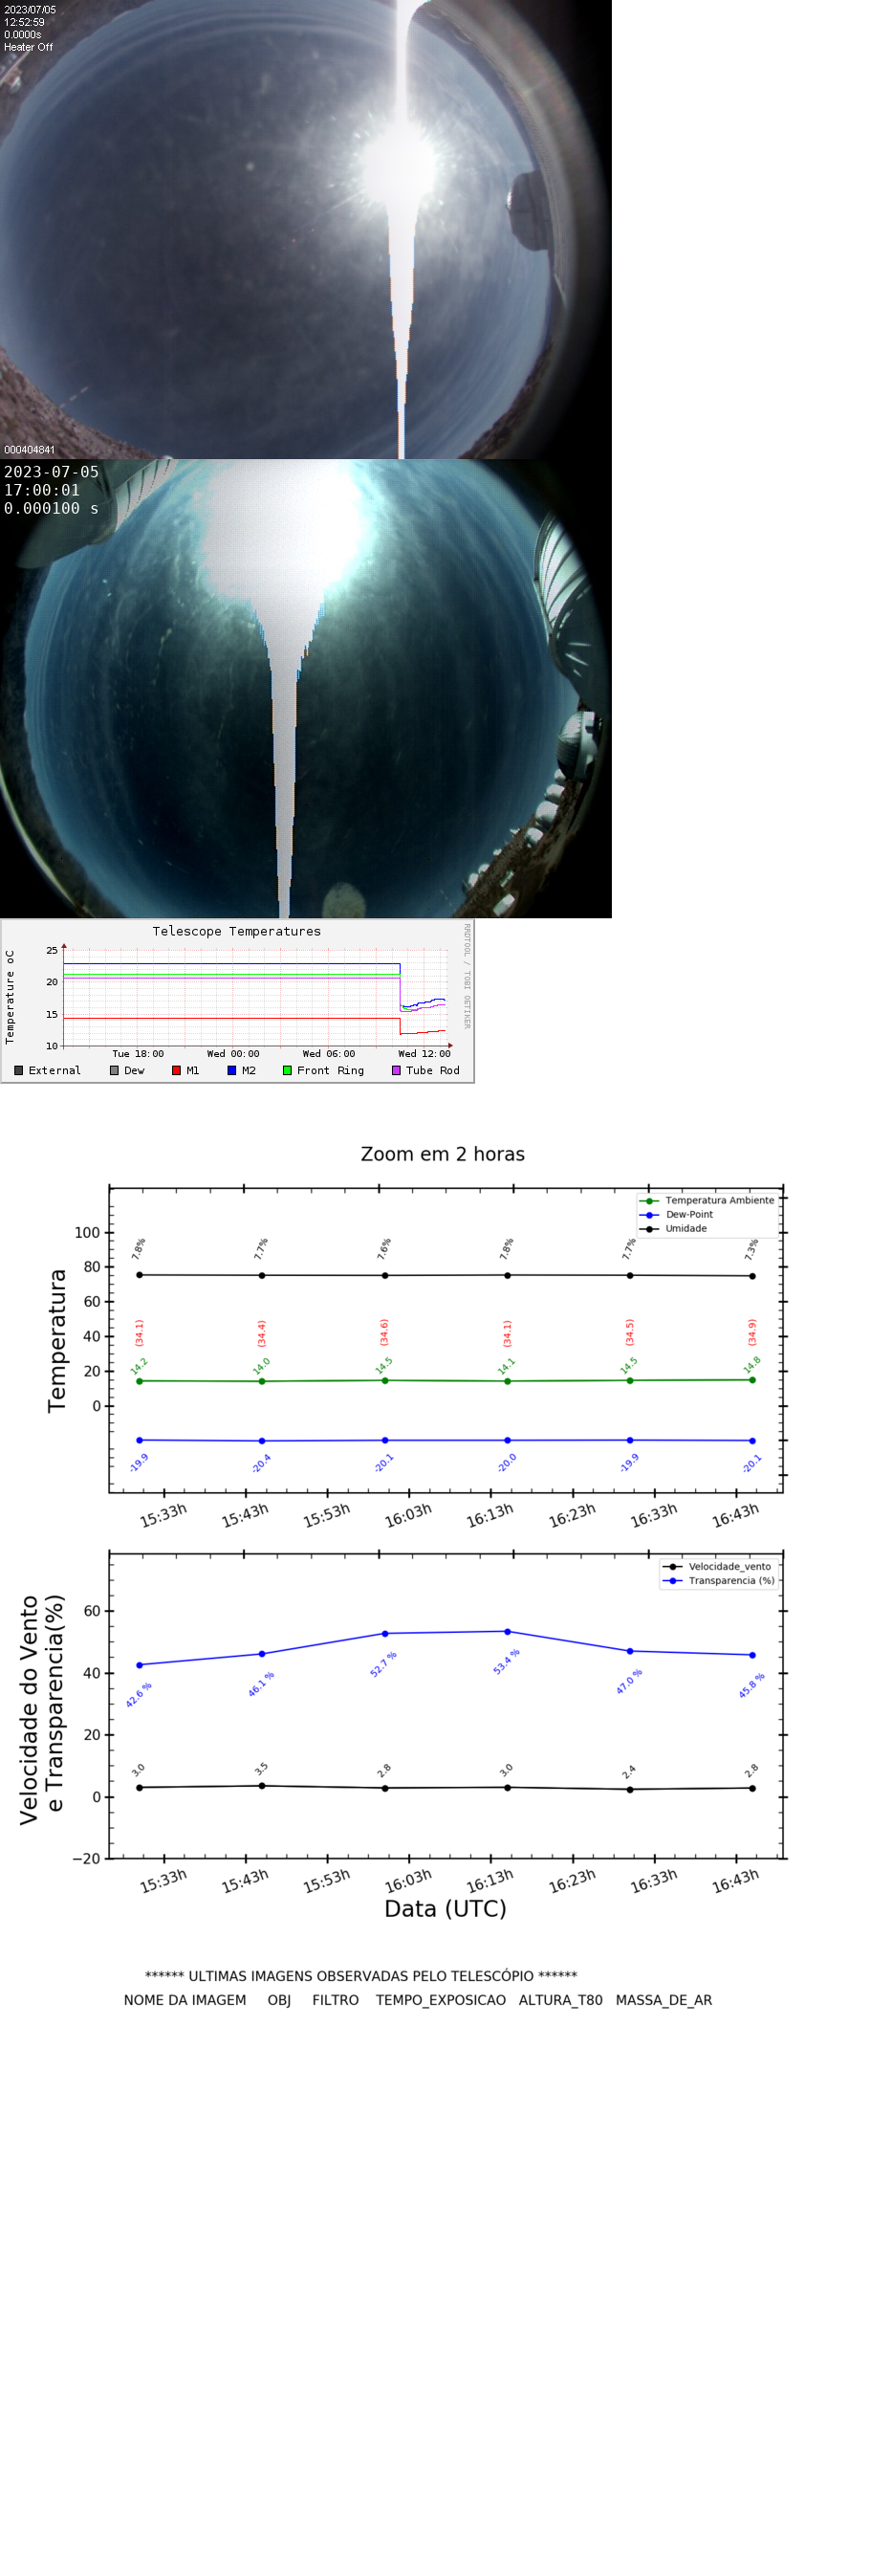 2023/07/05
12:52:59
0.0000s
Heater Off
000404841
2023-07-05
17:00:01
0.000100 s
Telescope Temperatures
RRDTOOL / TOBI OETIKER
Temperature oC
25
20
15
10
Tue 18:00 Wed 00:00 Wed 06:00 Wed 12:00
External Dew M1 M2 Front Ring Tube Rod
Zoom em 2 horas
Temperatura
100
80
60
40
20
0
Temperatura Ambiente
Dew-Point
Umidade
7.8% 7.7% 7.6% 7.8% 7.7% 7.3%
(34.1) (34.4) (34.6) (34.1) (34.5) (34.9)
14.2 14.0 14.5 14.1 14.5 14.8
-19.9 -20.4 -20.1 -20.0 -19.9 -20.1
15:33h 15:43h 15:53h 16:03h 16:13h 16:23h 16:33h 16:43h
Velocidade do Vento
e Transparencia(%)
60
40
20
0
−20
Velocidade_vento
Transparencia (%)
42.6 % 46.1 % 52.7 % 53.4 % 47.0 % 45.8 %
3.0 3.5 2.8 3.0 2.4 2.8
15:33h 15:43h 15:53h 16:03h 16:13h 16:23h 16:33h 16:43h
Data (UTC)
****** ULTIMAS IMAGENS OBSERVADAS PELO TELESCÓPIO ******
NOME DA IMAGEM OBJ FILTRO TEMPO_EXPOSICAO ALTURA_T80 MASSA_DE_AR